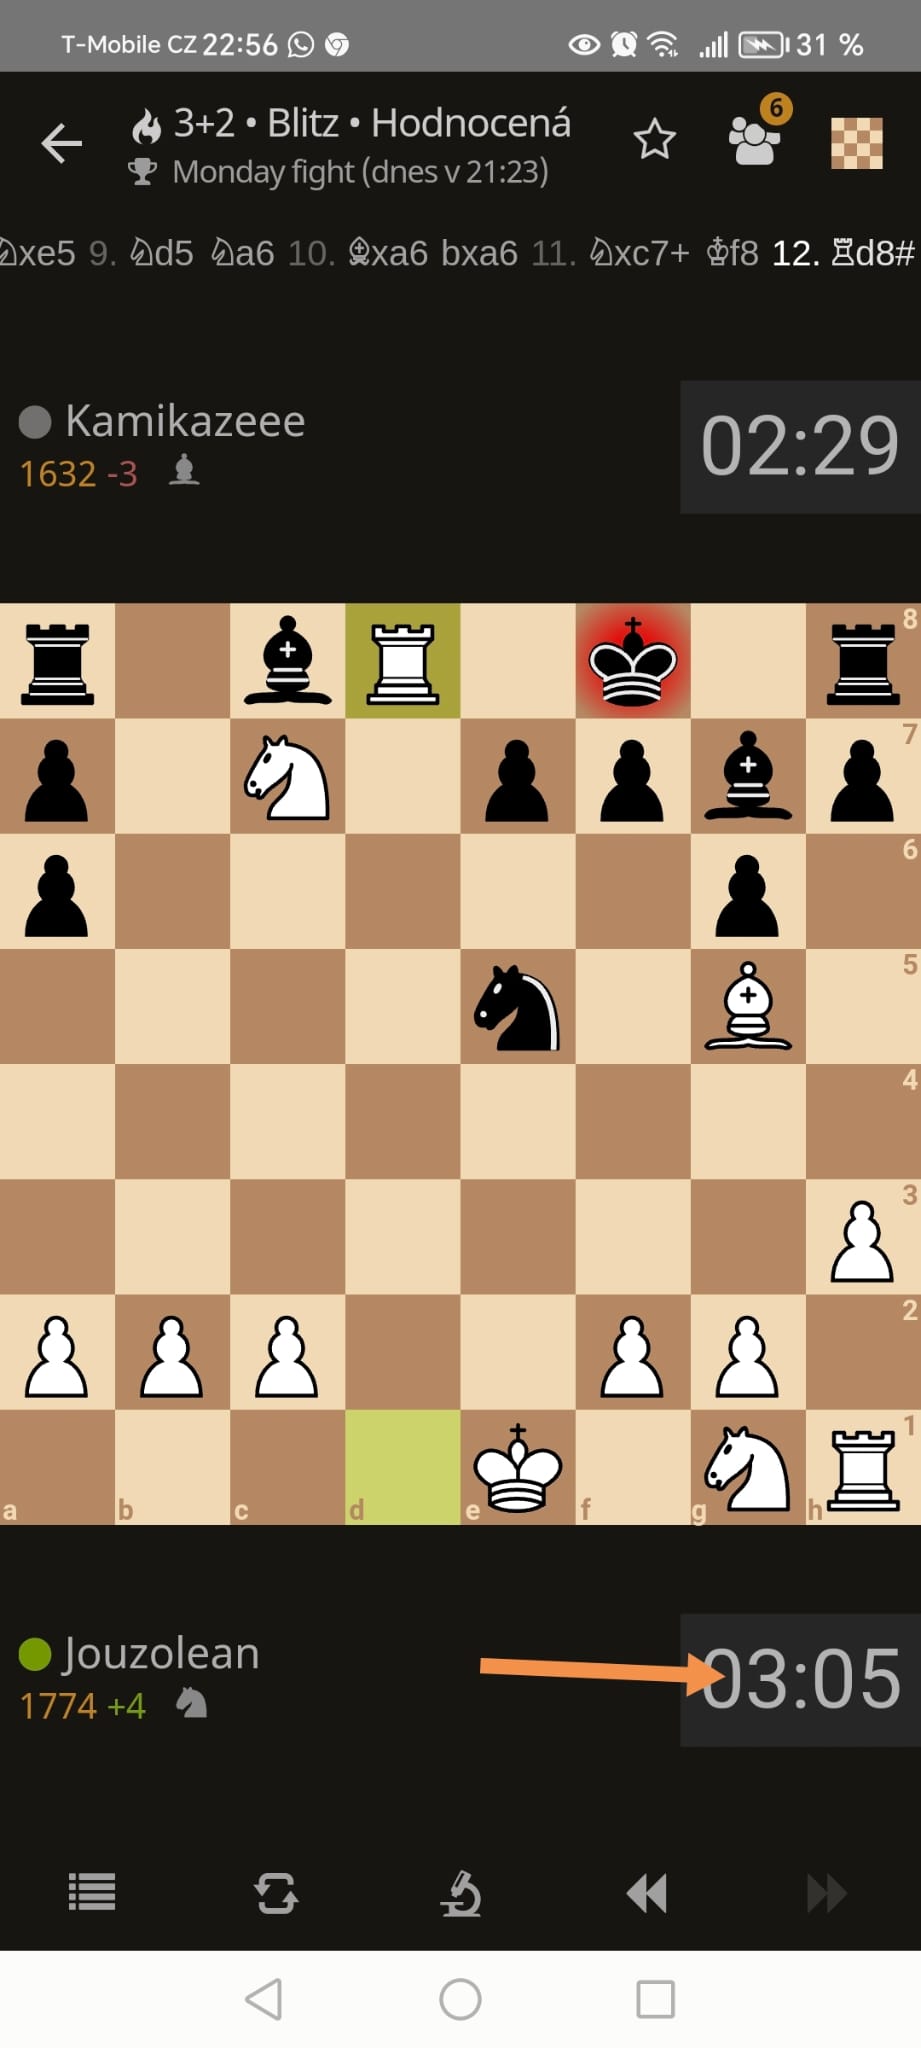 T-Mobile CZ 22:56 31 %
3+2 • Blitz • Hodnocená
6
Monday fight (dnes v 21:23)
♘xe5 9. ♘d5 ♘a6 10. ♗xa6 bxa6 11. ♘xc7+ ♔f8 12. ♖d8#
Kamikazeee
1632 -3
02:29
8
7
6
5
4
3
2
1
a b c d e f g h
Jouzolean
1774 +4
03:05